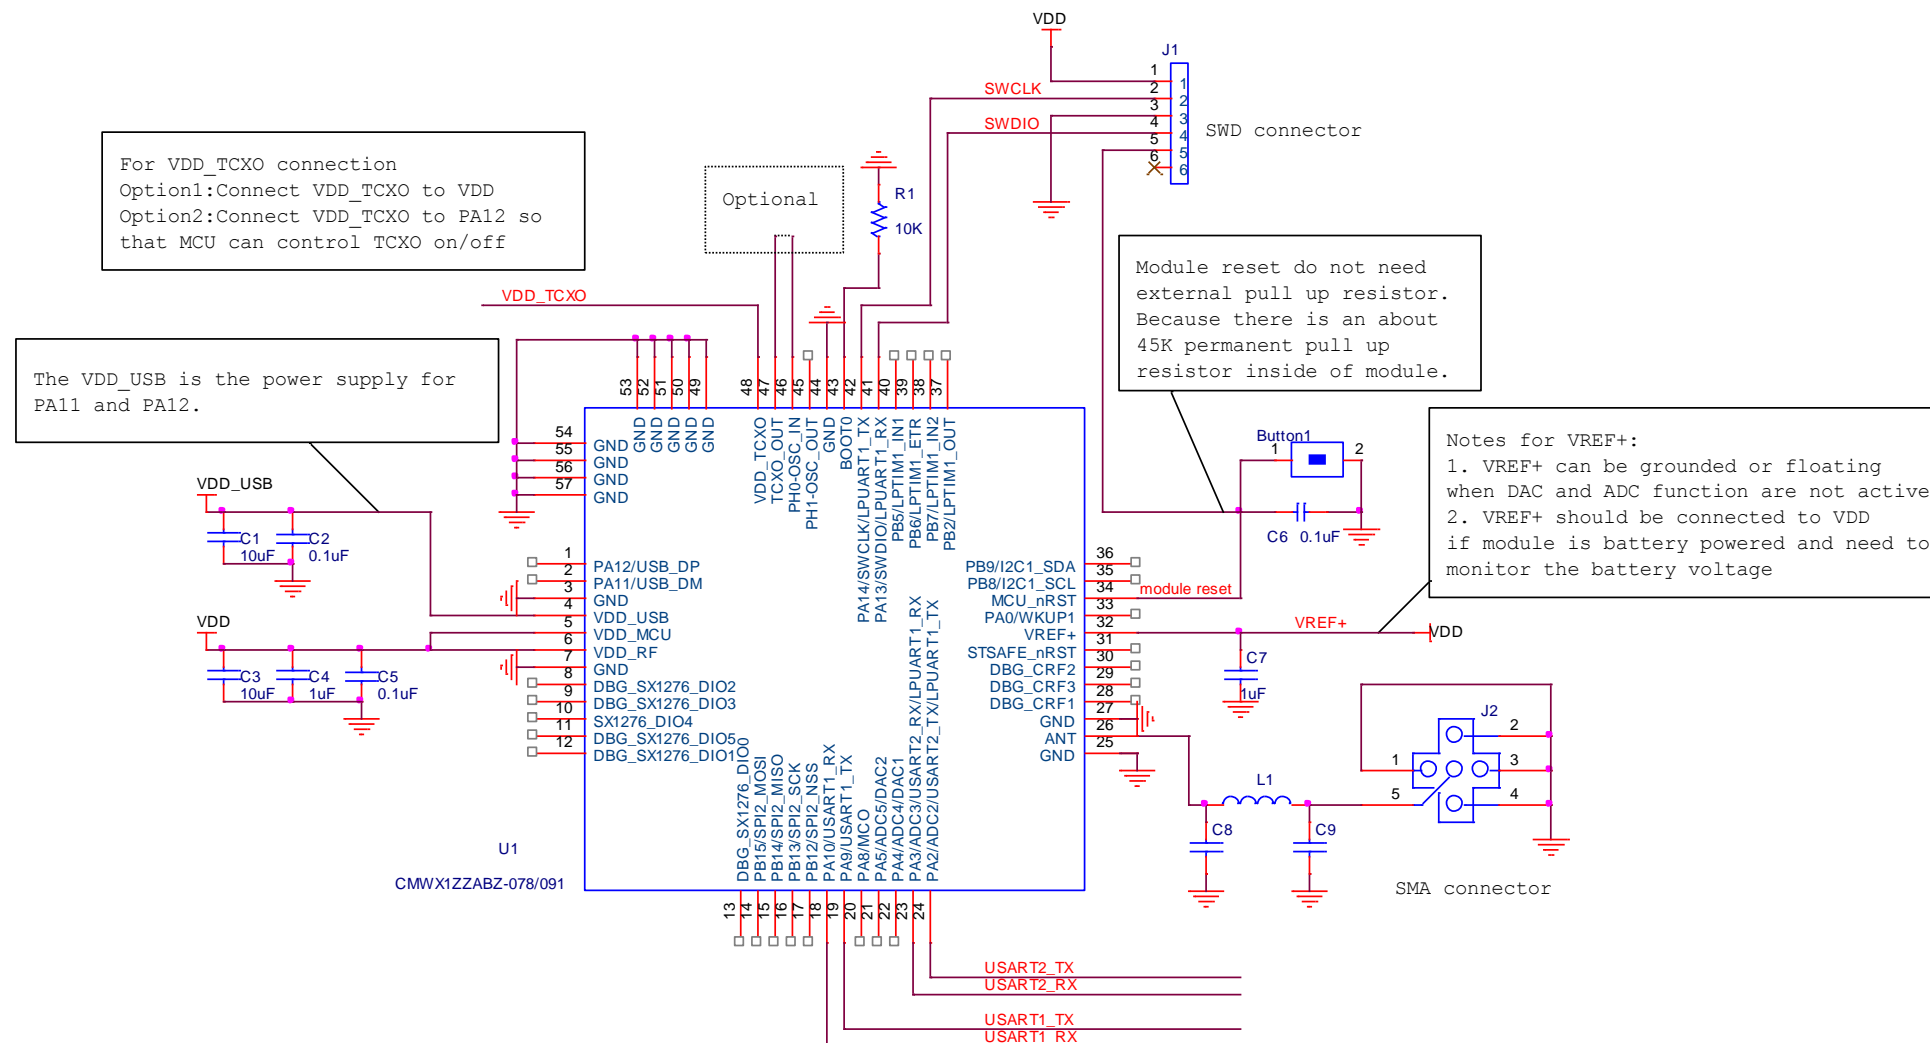 VDD
J1
1
2
3
4
5
6
1
2
3
4
5
6
SWCLK
SWDIO
SWD connector
For VDD_TCXO connection
Option1:Connect VDD_TCXO to VDD
Option2:Connect VDD_TCXO to PA12 so
that MCU can control TCXO on/off
Optional
R1
10K
VDD_TCXO
Module reset do not need
external pull up resistor.
Because there is an about
45K permanent pull up
resistor inside of module.
The VDD_USB is the power supply for
PA11 and PA12.
53
52
51
50
49
48
47
46
45
44
43
42
41
40
39
38
37
GND
GND
GND
GND
GND
VDD_TCXO
TCXO_OUT
PH0-OSC_IN
PH1-OSC_OUT
GND
BOOT0
PA14/SWCLK/LPUART1_TX
PA13/SWDIO/LPUART1_RX
PB5/LPTIM1_IN1
PB6/LPTIM1_ETR
PB7/LPTIM1_IN2
PB2/LPTIM1_OUT
54 GND
55 GND
56 GND
57 GND
Button1
1 2
C6 0.1uF
Notes for VREF+:
1. VREF+ can be grounded or floating
when DAC and ADC function are not active
2. VREF+ should be connected to VDD
if module is battery powered and need to
monitor the battery voltage
VDD_USB
C1
10uF
C2
0.1uF
VDD
C3
10uF
C4
1uF
C5
0.1uF
1 PA12/USB_DP
2 PA11/USB_DM
3 GND
4 VDD_USB
5 VDD_MCU
6 VDD_RF
7 GND
8 DBG_SX1276_DIO2
9 DBG_SX1276_DIO3
10 SX1276_DIO4
11 DBG_SX1276_DIO5
12 DBG_SX1276_DIO1
PB9/I2C1_SDA 36
PB8/I2C1_SCL 35
MCU_nRST 34
PA0/WKUP1 33
VREF+ 32
STSAFE_nRST 31
DBG_CRF2 30
DBG_CRF3 29
DBG_CRF1 28
GND 27
ANT 26
GND 25
module reset
VREF+
VDD
C7
1uF
DBG_SX1276_DIO0
PB15/SPI2_MOSI
PB14/SPI2_MISO
PB13/SPI2_SCK
PB12/SPI2_NSS
PA10/USART1_RX
PA9/USART1_TX
PA8/MCO
PA5/ADC5/DAC2
PA4/ADC4/DAC1
PA3/ADC3/USART2_RX/LPUART1_RX
PA2/ADC2/USART2_TX/LPUART1_TX
13
14
15
16
17
18
19
20
21
22
23
24
U1
CMWX1ZZABZ-078/091
L1
C8
C9
J2
1
2
3
4
5
SMA connector
USART2_TX
USART2_RX
USART1_TX
USART1_RX